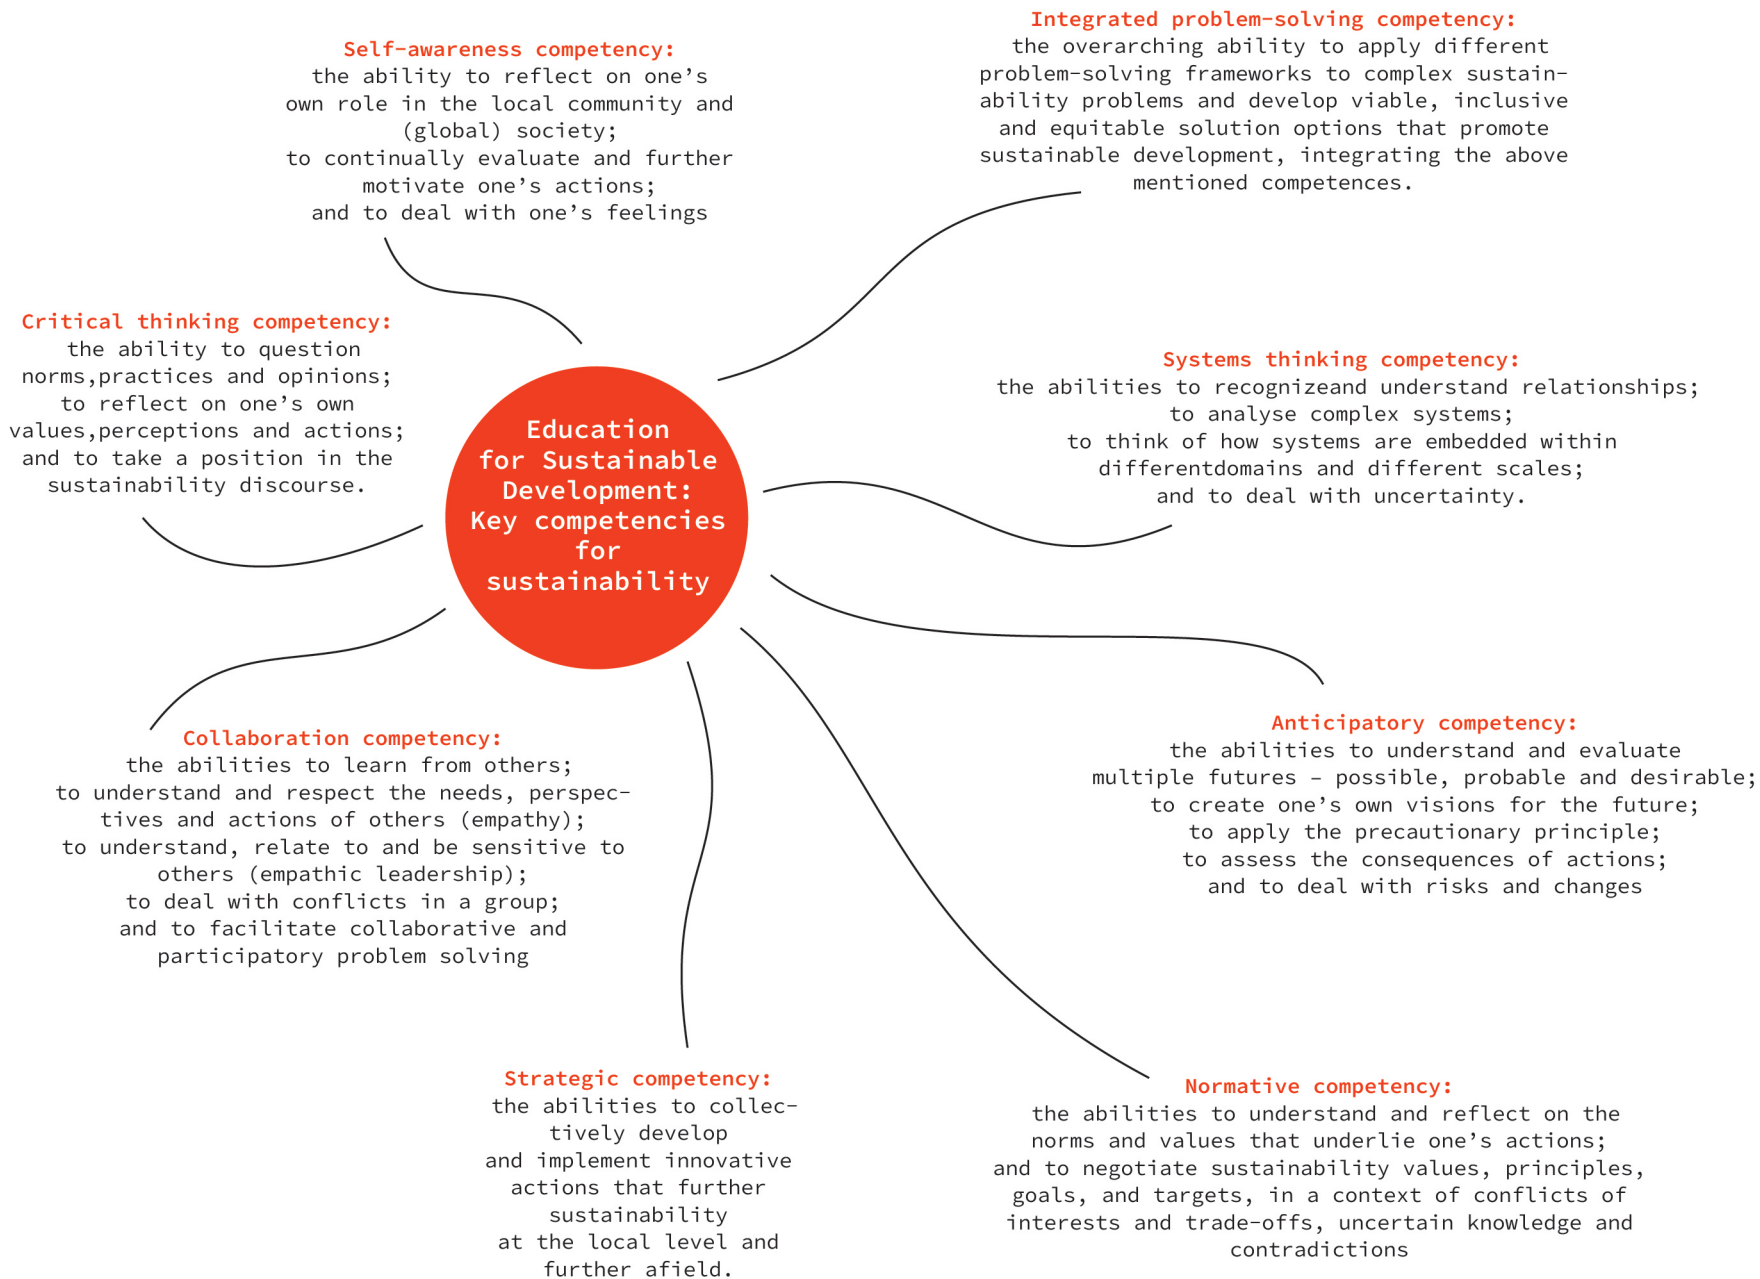 Self-awareness competency:
the ability to reflect on one’s
own role in the local community and
(global) society;
to continually evaluate and further
motivate one’s actions;
and to deal with one’s feelings
Integrated problem-solving competency:
the overarching ability to apply different
problem-solving frameworks to complex sustain-
ability problems and develop viable, inclusive
and equitable solution options that promote
sustainable development, integrating the above
mentioned competences.
Critical thinking competency:
the ability to question
norms,practices and opinions;
to reflect on one’s own
values,perceptions and actions;
and to take a position in the
sustainability discourse.
Education
for Sustainable
Development:
Key competencies
for
sustainability
Systems thinking competency:
the abilities to recognizeand understand relationships;
to analyse complex systems;
to think of how systems are embedded within
differentdomains and different scales;
and to deal with uncertainty.
Collaboration competency:
the abilities to learn from others;
to understand and respect the needs, perspec-
tives and actions of others (empathy);
to understand, relate to and be sensitive to
others (empathic leadership);
to deal with conflicts in a group;
and to facilitate collaborative and
participatory problem solving
Anticipatory competency:
the abilities to understand and evaluate
multiple futures – possible, probable and desirable;
to create one’s own visions for the future;
to apply the precautionary principle;
to assess the consequences of actions;
and to deal with risks and changes
Strategic competency:
the abilities to collec-
tively develop
and implement innovative
actions that further
sustainability
at the local level and
further afield.
Normative competency:
the abilities to understand and reflect on the
norms and values that underlie one’s actions;
and to negotiate sustainability values, principles,
goals, and targets, in a context of conflicts of
interests and trade-offs, uncertain knowledge and
contradictions